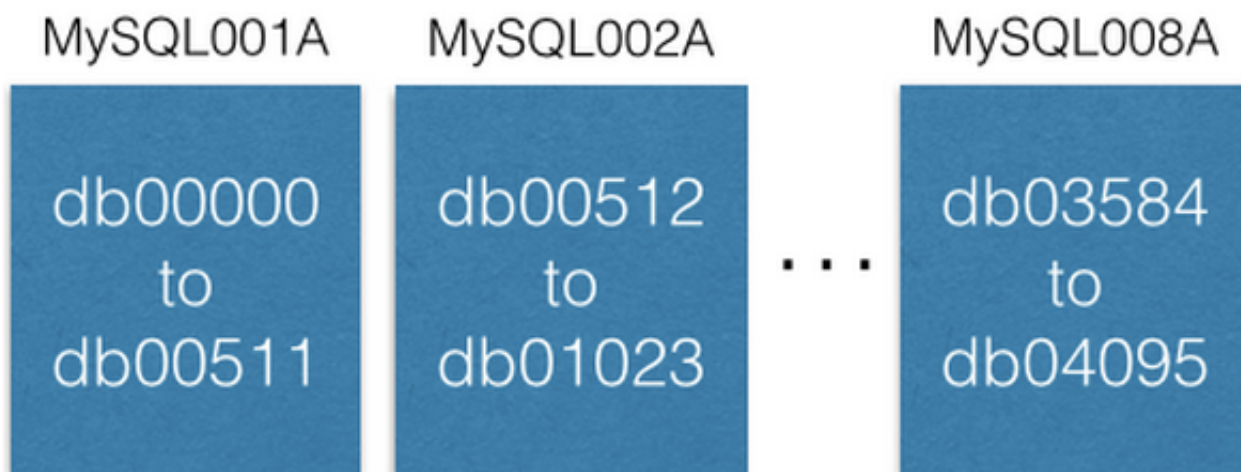 MySQL001A
db00000
to
db00511
MySQL002A
db00512
to
db01023
. . .
MySQL008A
db03584
to
db04095